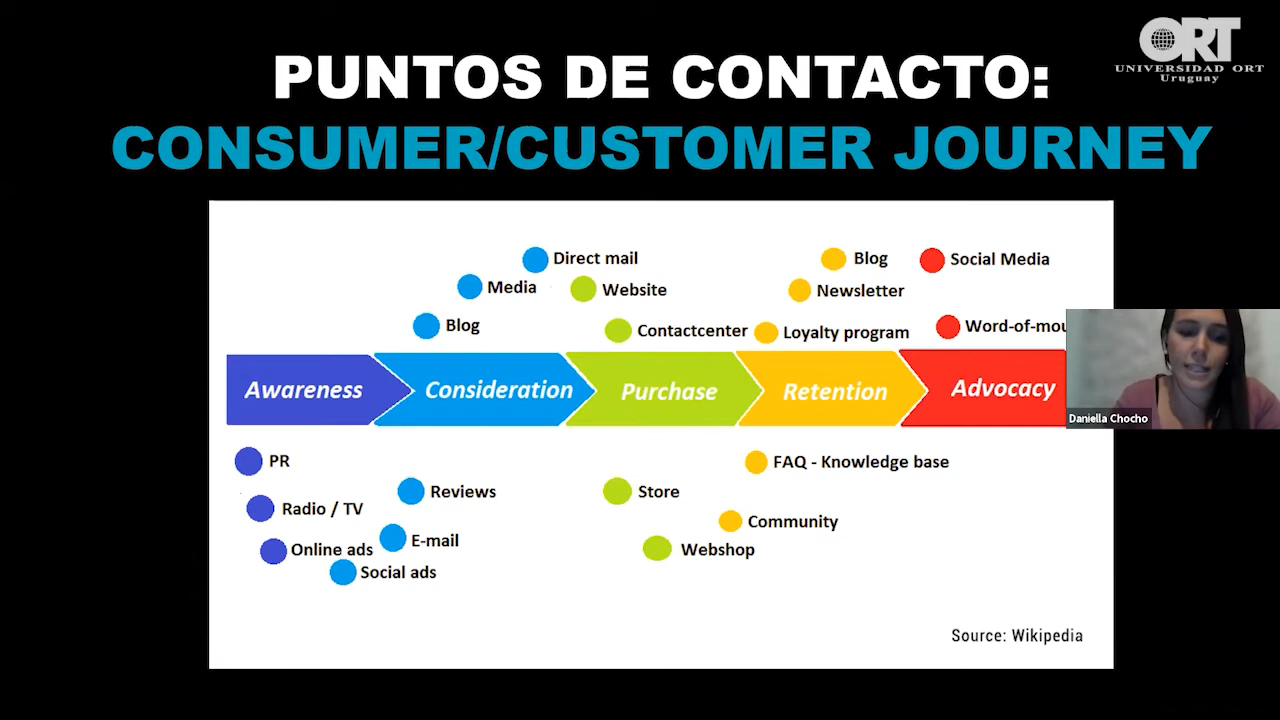 ORT
UNIVERSIDAD ORT
Uruguay
PUNTOS DE CONTACTO:
CONSUMER/CUSTOMER JOURNEY
Direct mail
Blog
Social Media
Media
Website
Newsletter
Blog
Contactcenter
Loyalty program
Awareness
Consideration
Purchase
Retention
Advocacy
Daniella Chocho
PR
FAQ - Knowledge base
Reviews
Store
Radio / TV
Community
E-mail
Online ads
Webshop
Social ads
Source: Wikipedia